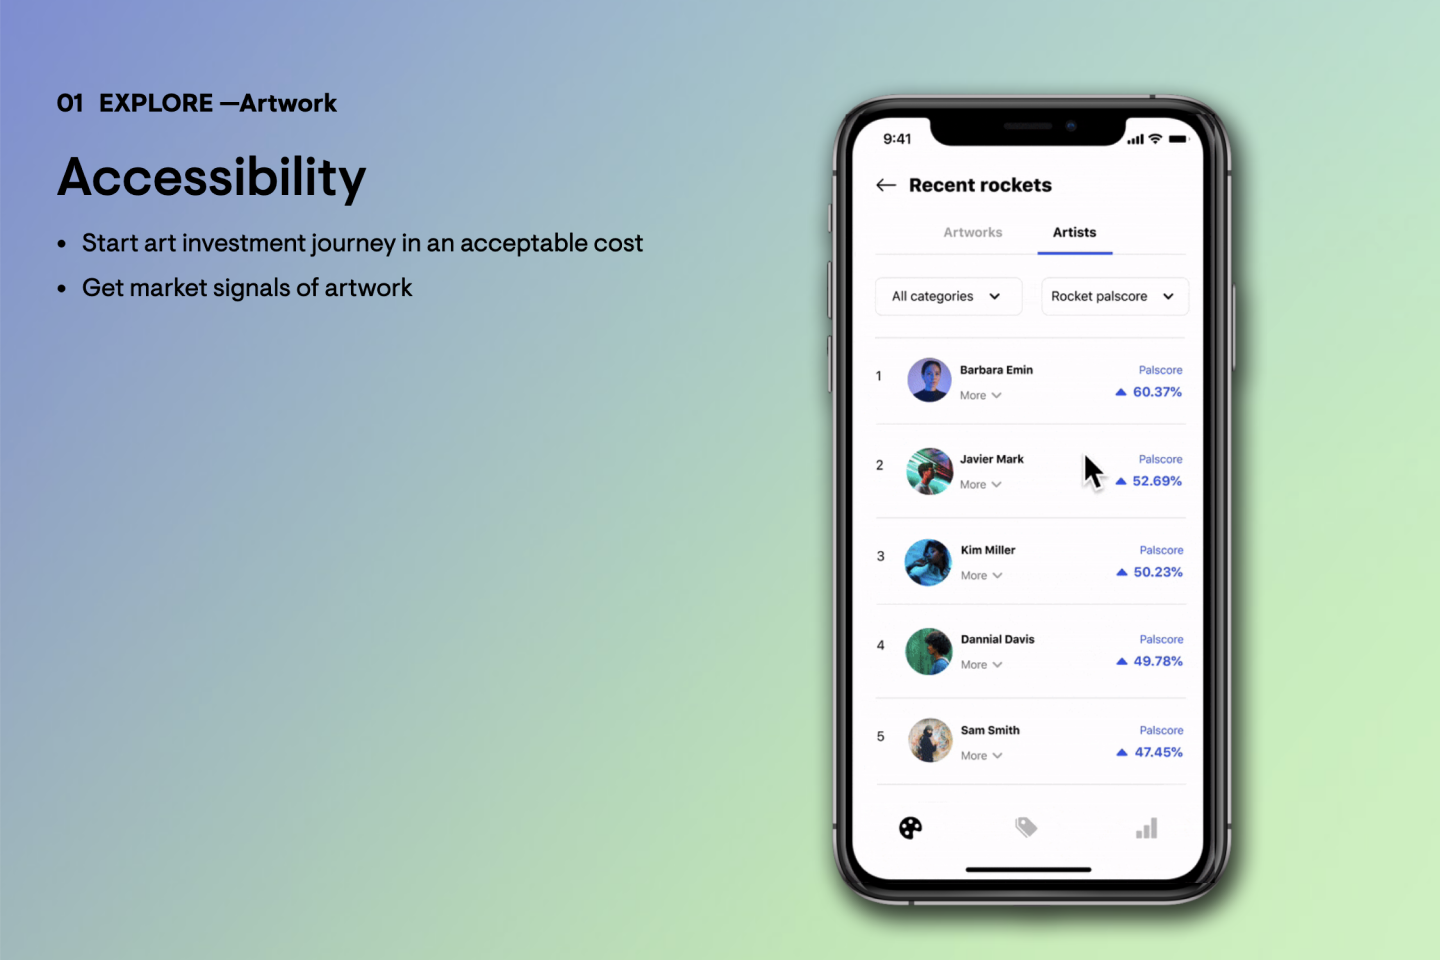 01 EXPLORE —Artwork
Accessibility
• Start art investment journey in an acceptable cost
• Get market signals of artwork
9:41
Recent rockets
Artworks Artists
All categories Rocket palscore
1 Barbara Emin Palscore
More 60.37%
2 Javier Mark Palscore
More 52.69%
3 Kim Miller Palscore
More 50.23%
4 Dannial Davis Palscore
More 49.78%
5 Sam Smith Palscore
More 47.45%